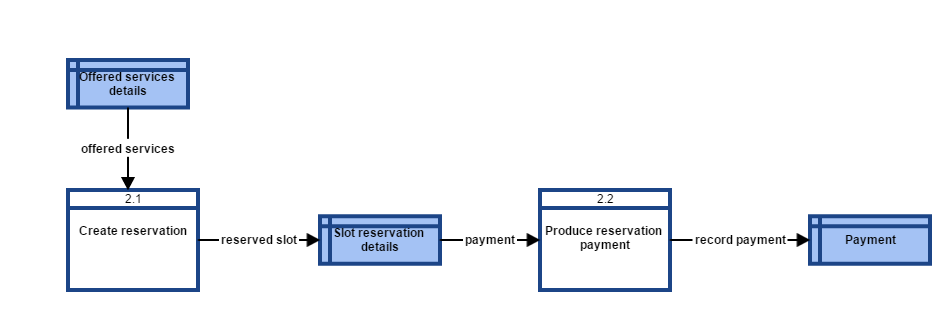 Offered services
details
offered services
2.1
Create reservation
reserved slot
Slot reservation
details
payment
2.2
Produce reservation
payment
record payment
Payment